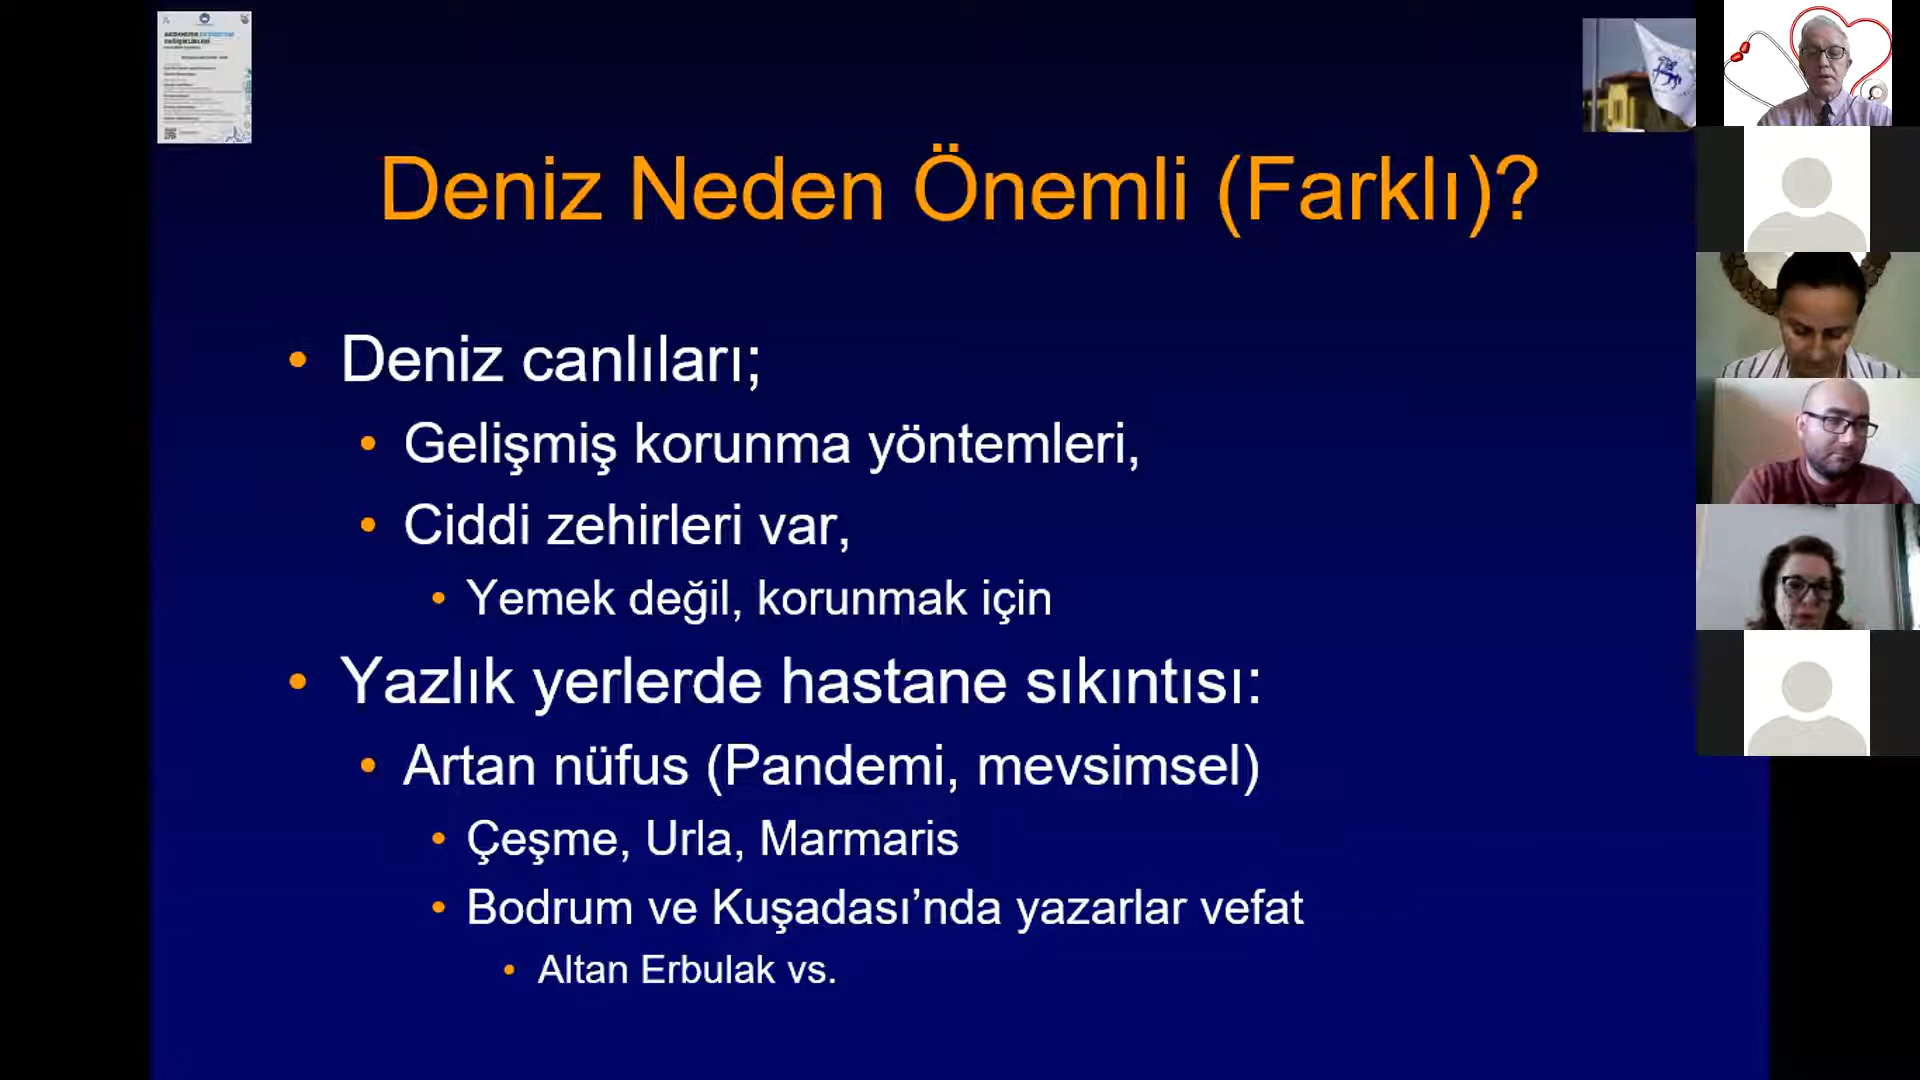 Deniz Neden Önemli (Farklı)?
• Deniz canlıları;
• Gelişmiş korunma yöntemleri,
• Ciddi zehirleri var,
• Yemek değil, korunmak için
• Yazlık yerlerde hastane sıkıntısı:
• Artan nüfus (Pandemi, mevsimsel)
• Çeşme, Urla, Marmaris
• Bodrum ve Kuşadası’nda yazarlar vefat
• Altan Erbulak vs.